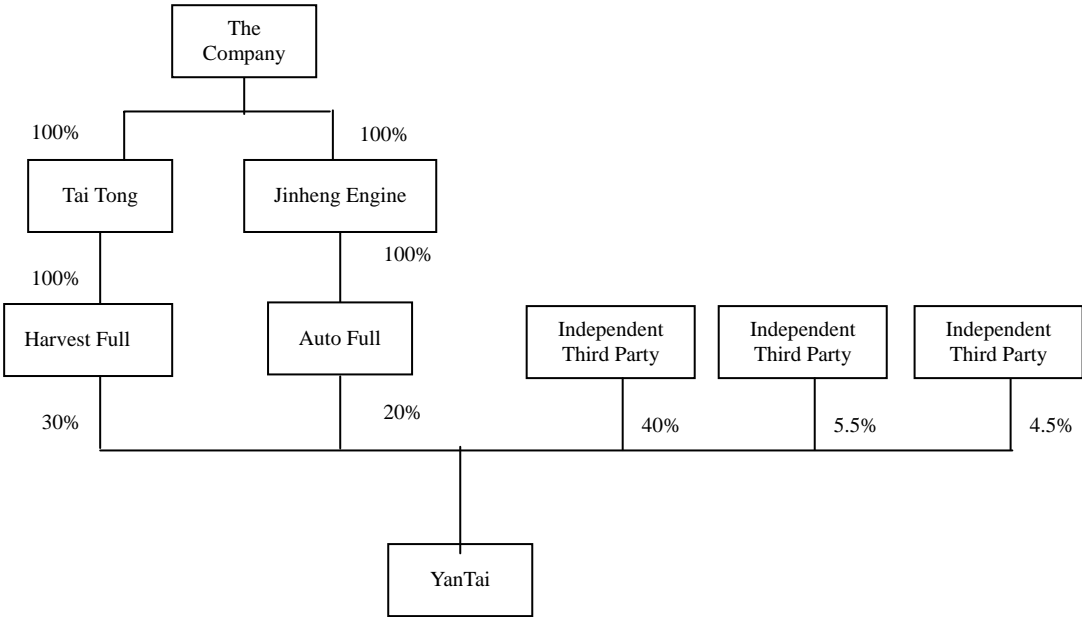 The
Company
100%
100%
Tai Tong
Jinheng Engine
100%
100%
Harvest Full
Auto Full
Independent
Third Party
Independent
Third Party
Independent
Third Party
30%
20%
40%
5.5%
4.5%
YanTai